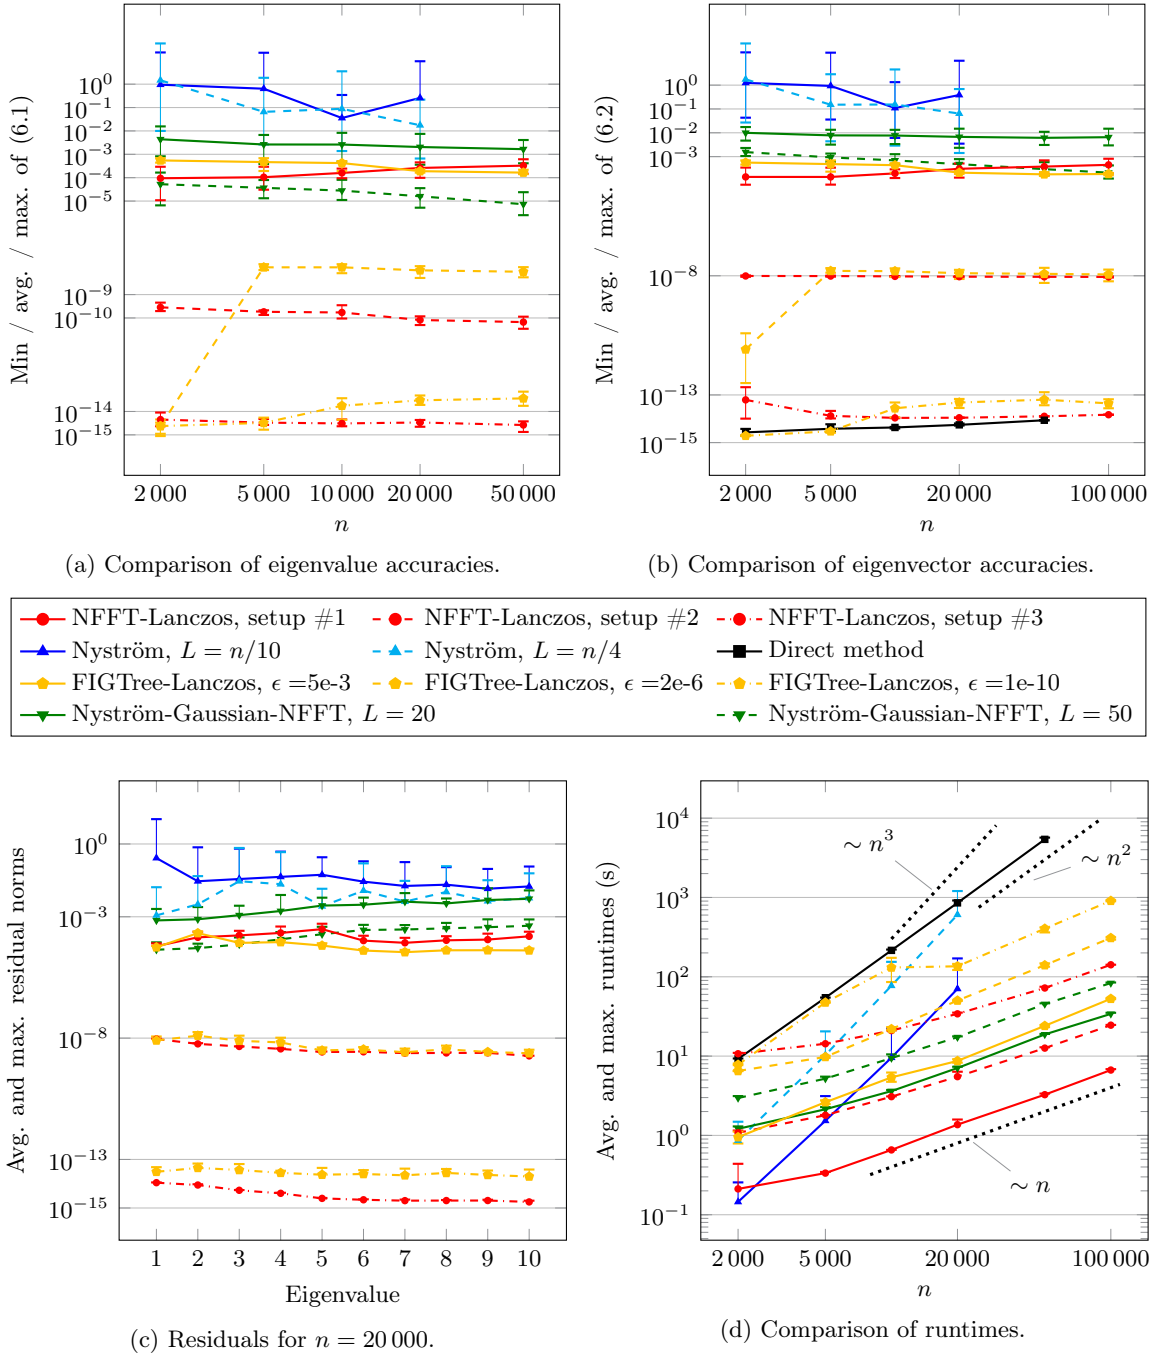 Min / avg. / max. of (6.1)
10^0
10^−1
10^−2
10^−3
10^−4
10^−5
10^−9
10^−10
10^−14
10^−15
2 000 5 000 10 000 20 000 50 000
n
(a) Comparison of eigenvalue accuracies.
Min / avg. / max. of (6.2)
10^0
10^−1
10^−2
10^−3
10^−8
10^−13
10^−15
2 000 5 000 20 000 100 000
n
(b) Comparison of eigenvector accuracies.
NFFT-Lanczos, setup #1 NFFT-Lanczos, setup #2 NFFT-Lanczos, setup #3
Nyström, L = n/10 Nyström, L = n/4 Direct method
FIGTree-Lanczos, ϵ =5e-3 FIGTree-Lanczos, ϵ =2e-6 FIGTree-Lanczos, ϵ =1e-10
Nyström-Gaussian-NFFT, L = 20 Nyström-Gaussian-NFFT, L = 50
Avg. and max. residual norms
10^0
10^−3
10^−8
10^−13
10^−15
1 2 3 4 5 6 7 8 9 10
Eigenvalue
(c) Residuals for n = 20 000.
Avg. and max. runtimes (s)
10^4
10^3
10^2
10^1
10^0
10^−1
∼ n^3
∼ n^2
∼ n
2 000 5 000 20 000 100 000
n
(d) Comparison of runtimes.